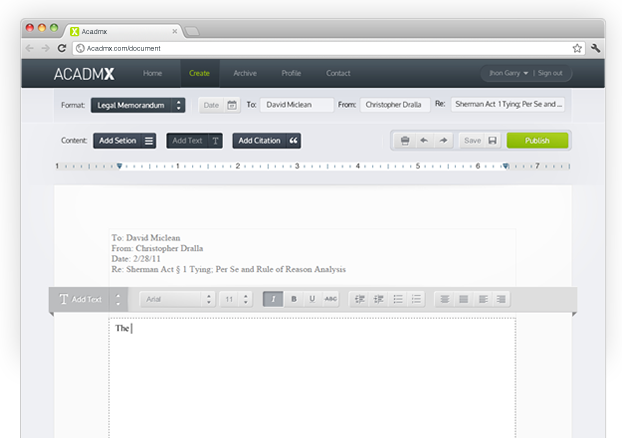 Acadmx
Acadmx.com/document
ACADMX Home Create Archive Profile Contact Jhon Garry Sign out
Format: Legal Memorandum Date To: David Miclean From: Christopher Dralla Re: Sherman Act 1Tying; Per Se and ...
Content: Add Setion Add Text T Add Citation Save Publish
1 1 2 3 4 5 6 7
To: David Miclean
From: Christopher Dralla
Date: 2/28/11
Re: Sherman Act § 1 Tying; Per Se and Rule of Reason Analysis
T Add Text Arial 11 I B U ABC
The